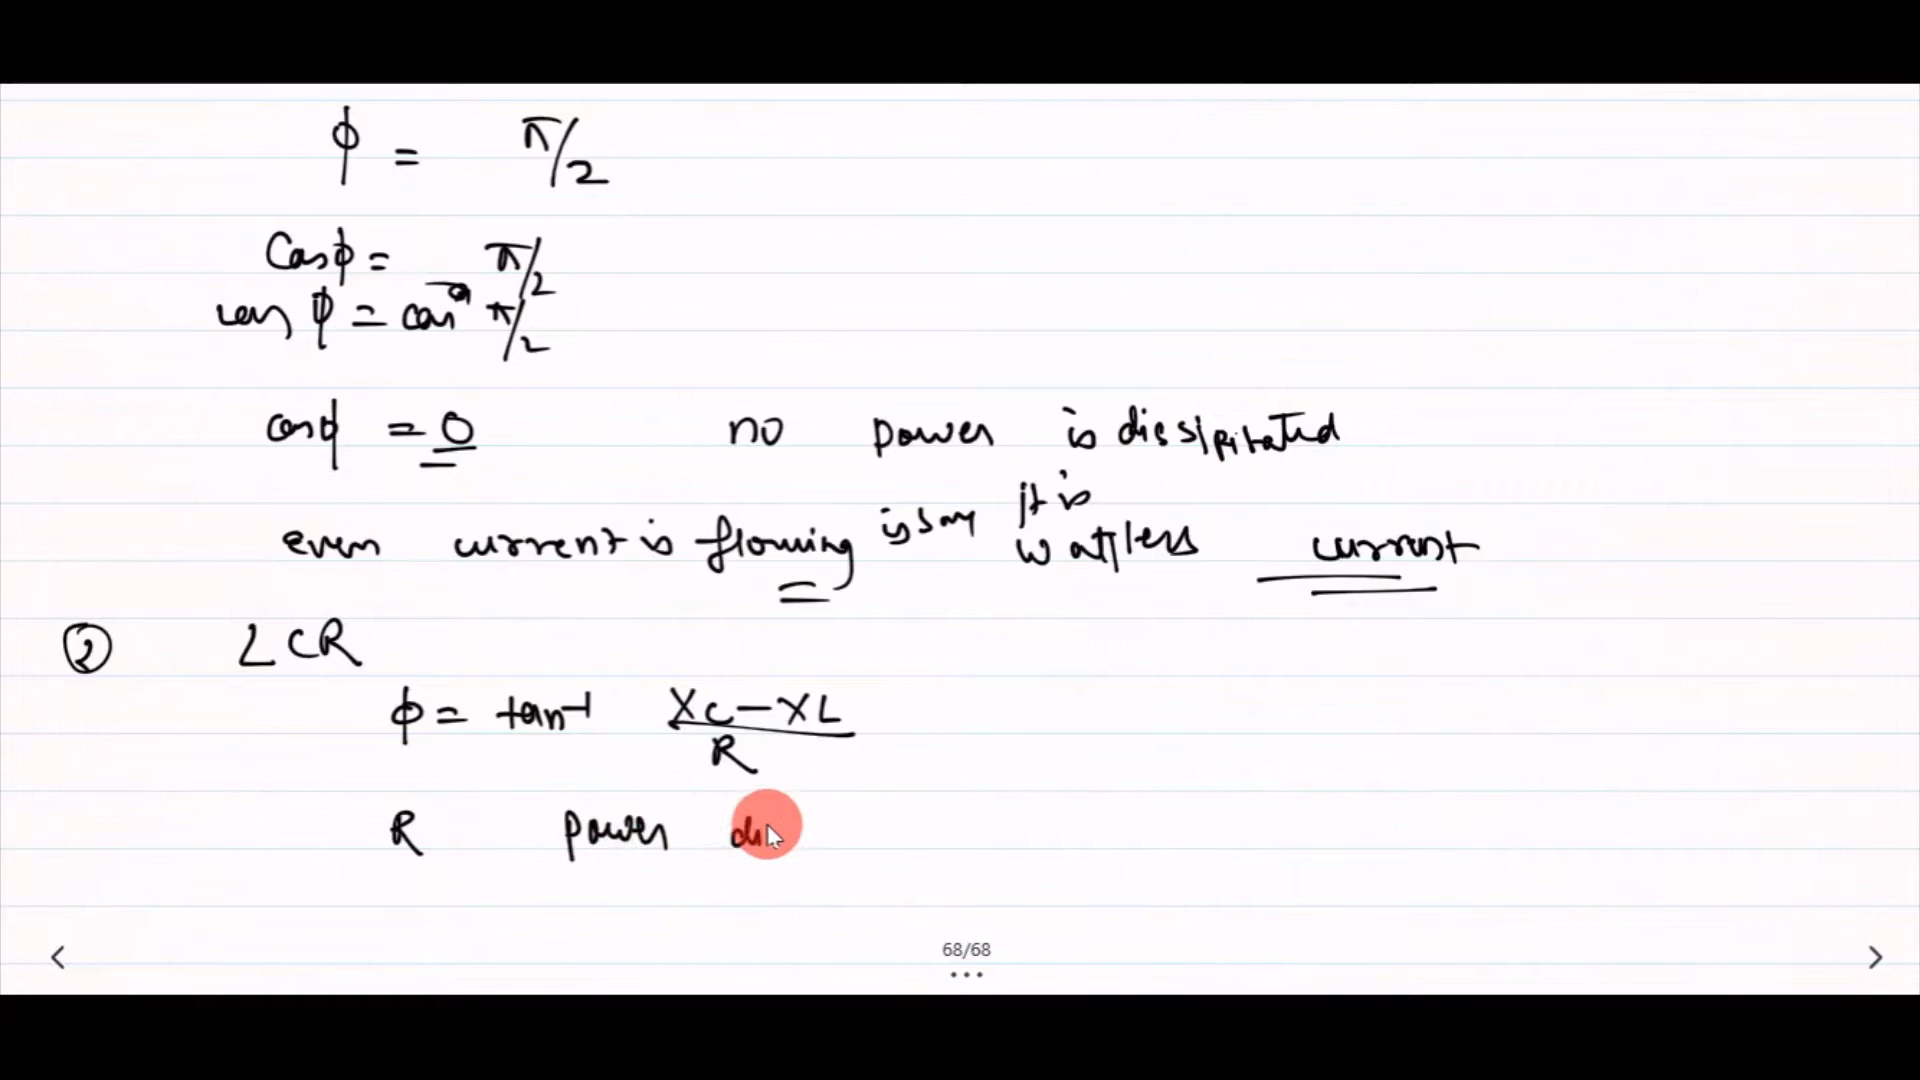 ϕ = π/2
Cosϕ = π/2
cos ϕ = cos π/2
cosϕ = 0 no power is dissipitated
even current is flowing is say it is wattless current
② LCR
ϕ = tan⁻¹ XC-XL/R
R power di
68/68